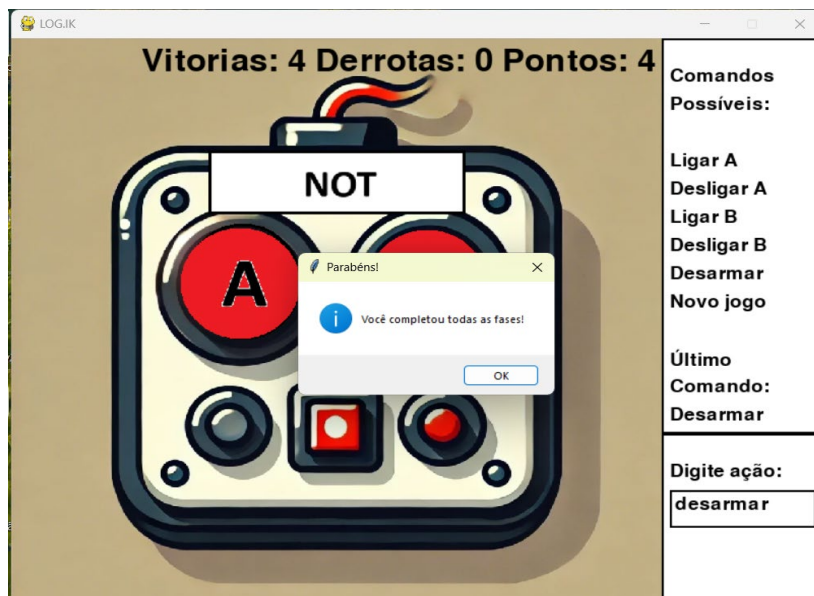 LOG.IK
Vitorias: 4 Derrotas: 0 Pontos: 4
NOT
A
Parabéns!
Você completou todas as fases!
OK
Comandos
Possíveis:
Ligar A
Desligar A
Ligar B
Desligar B
Desarmar
Novo jogo
Último
Comando:
Desarmar
Digite ação:
desarmar